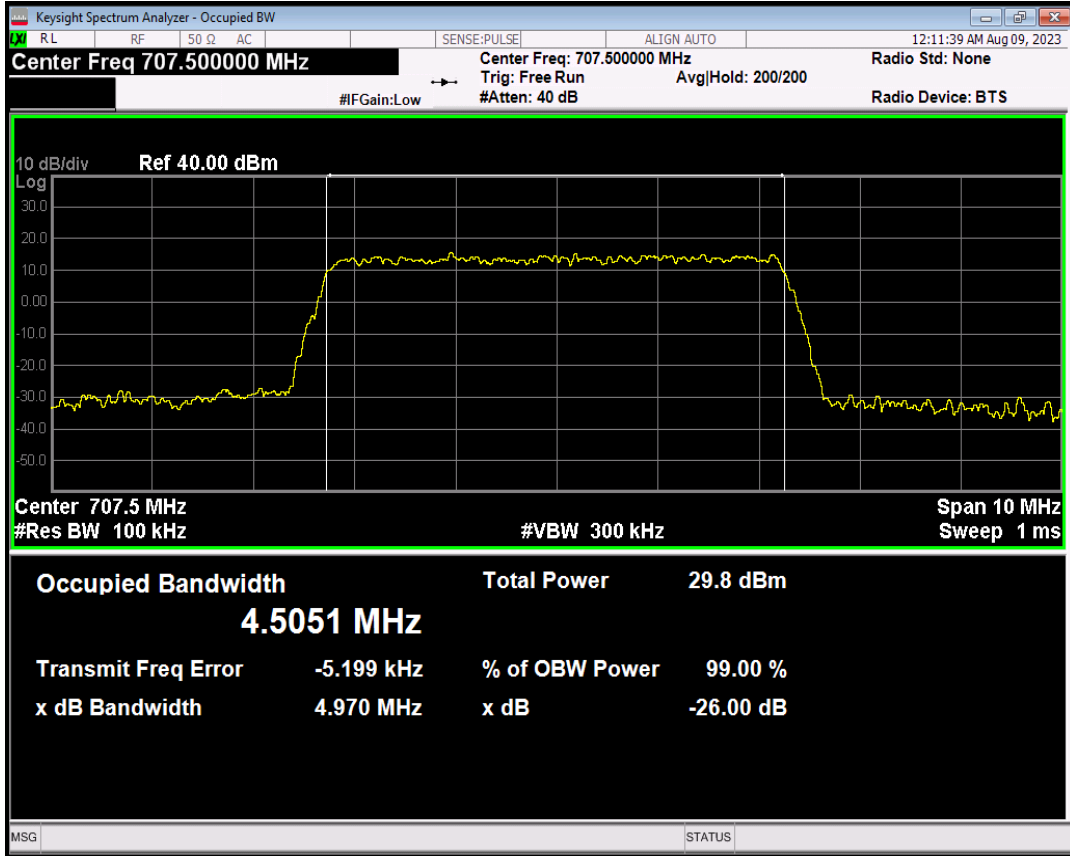 Keysight Spectrum Analyzer - Occupied BW
LXI RL RF 50 Ω AC SENSE:PULSE ALIGN AUTO 12:11:39 AM Aug 09, 2023
Center Freq 707.500000 MHz Center Freq: 707.500000 MHz Radio Std: None
Trig: Free Run Avg|Hold: 200/200
#IFGain:Low #Atten: 40 dB Radio Device: BTS
10 dB/div Ref 40.00 dBm
Log
30.0
20.0
10.0
0.00
-10.0
-20.0
-30.0
-40.0
-50.0
Center 707.5 MHz Span 10 MHz
#Res BW 100 kHz #VBW 300 kHz Sweep 1 ms
Occupied Bandwidth Total Power 29.8 dBm
4.5051 MHz
Transmit Freq Error -5.199 kHz % of OBW Power 99.00 %
x dB Bandwidth 4.970 MHz x dB -26.00 dB
MSG STATUS